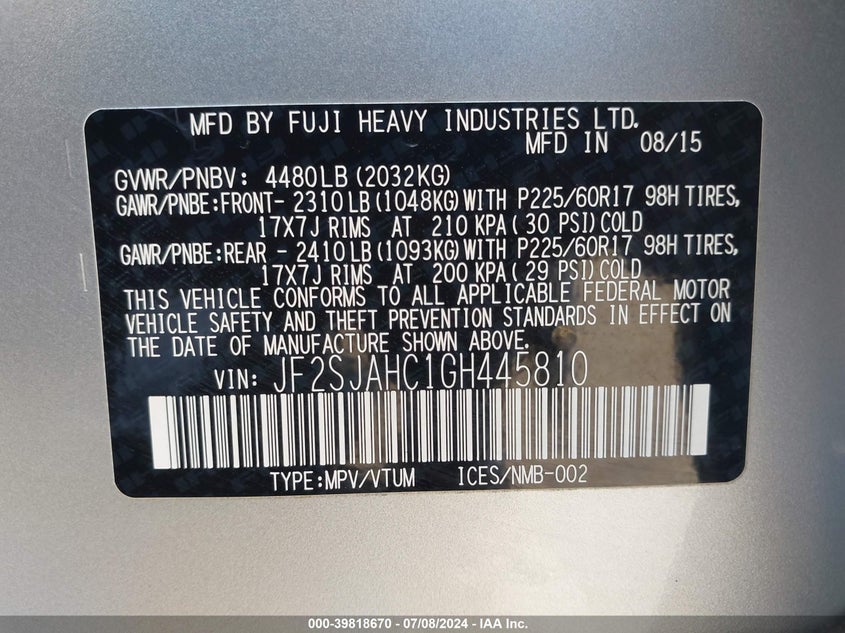 MFD BY FUJI HEAVY INDUSTRIES LTD.
MFD IN 08/15
GVWR/PNBV: 4480LB(2032KG)
GAWR/PNBE:FRONT- 2310LB(1048KG)WITH P225/60R17 98H TIRES,
17X7J RIMS AT 210 KPA(30 PSI)COLD
GAWR/PNBE:REAR - 2410LB(1093KG)WITH P225/60R17 98H TIRES,
17X7J RIMS AT 200 KPA(29 PSI)COLD
THIS VEHICLE CONFORMS TO ALL APPLICABLE FEDERAL MOTOR
VEHICLE SAFETY AND THEFT PREVENTION STANDARDS IN EFFECT ON
THE DATE OF MANUFACTURE SHOWN ABOVE.
VIN: JF2SJAHC1GH445810
TYPE:MPV/VTUM ICES/NMB-002
000-39818670 - 07/08/2024 - IAA Inc.